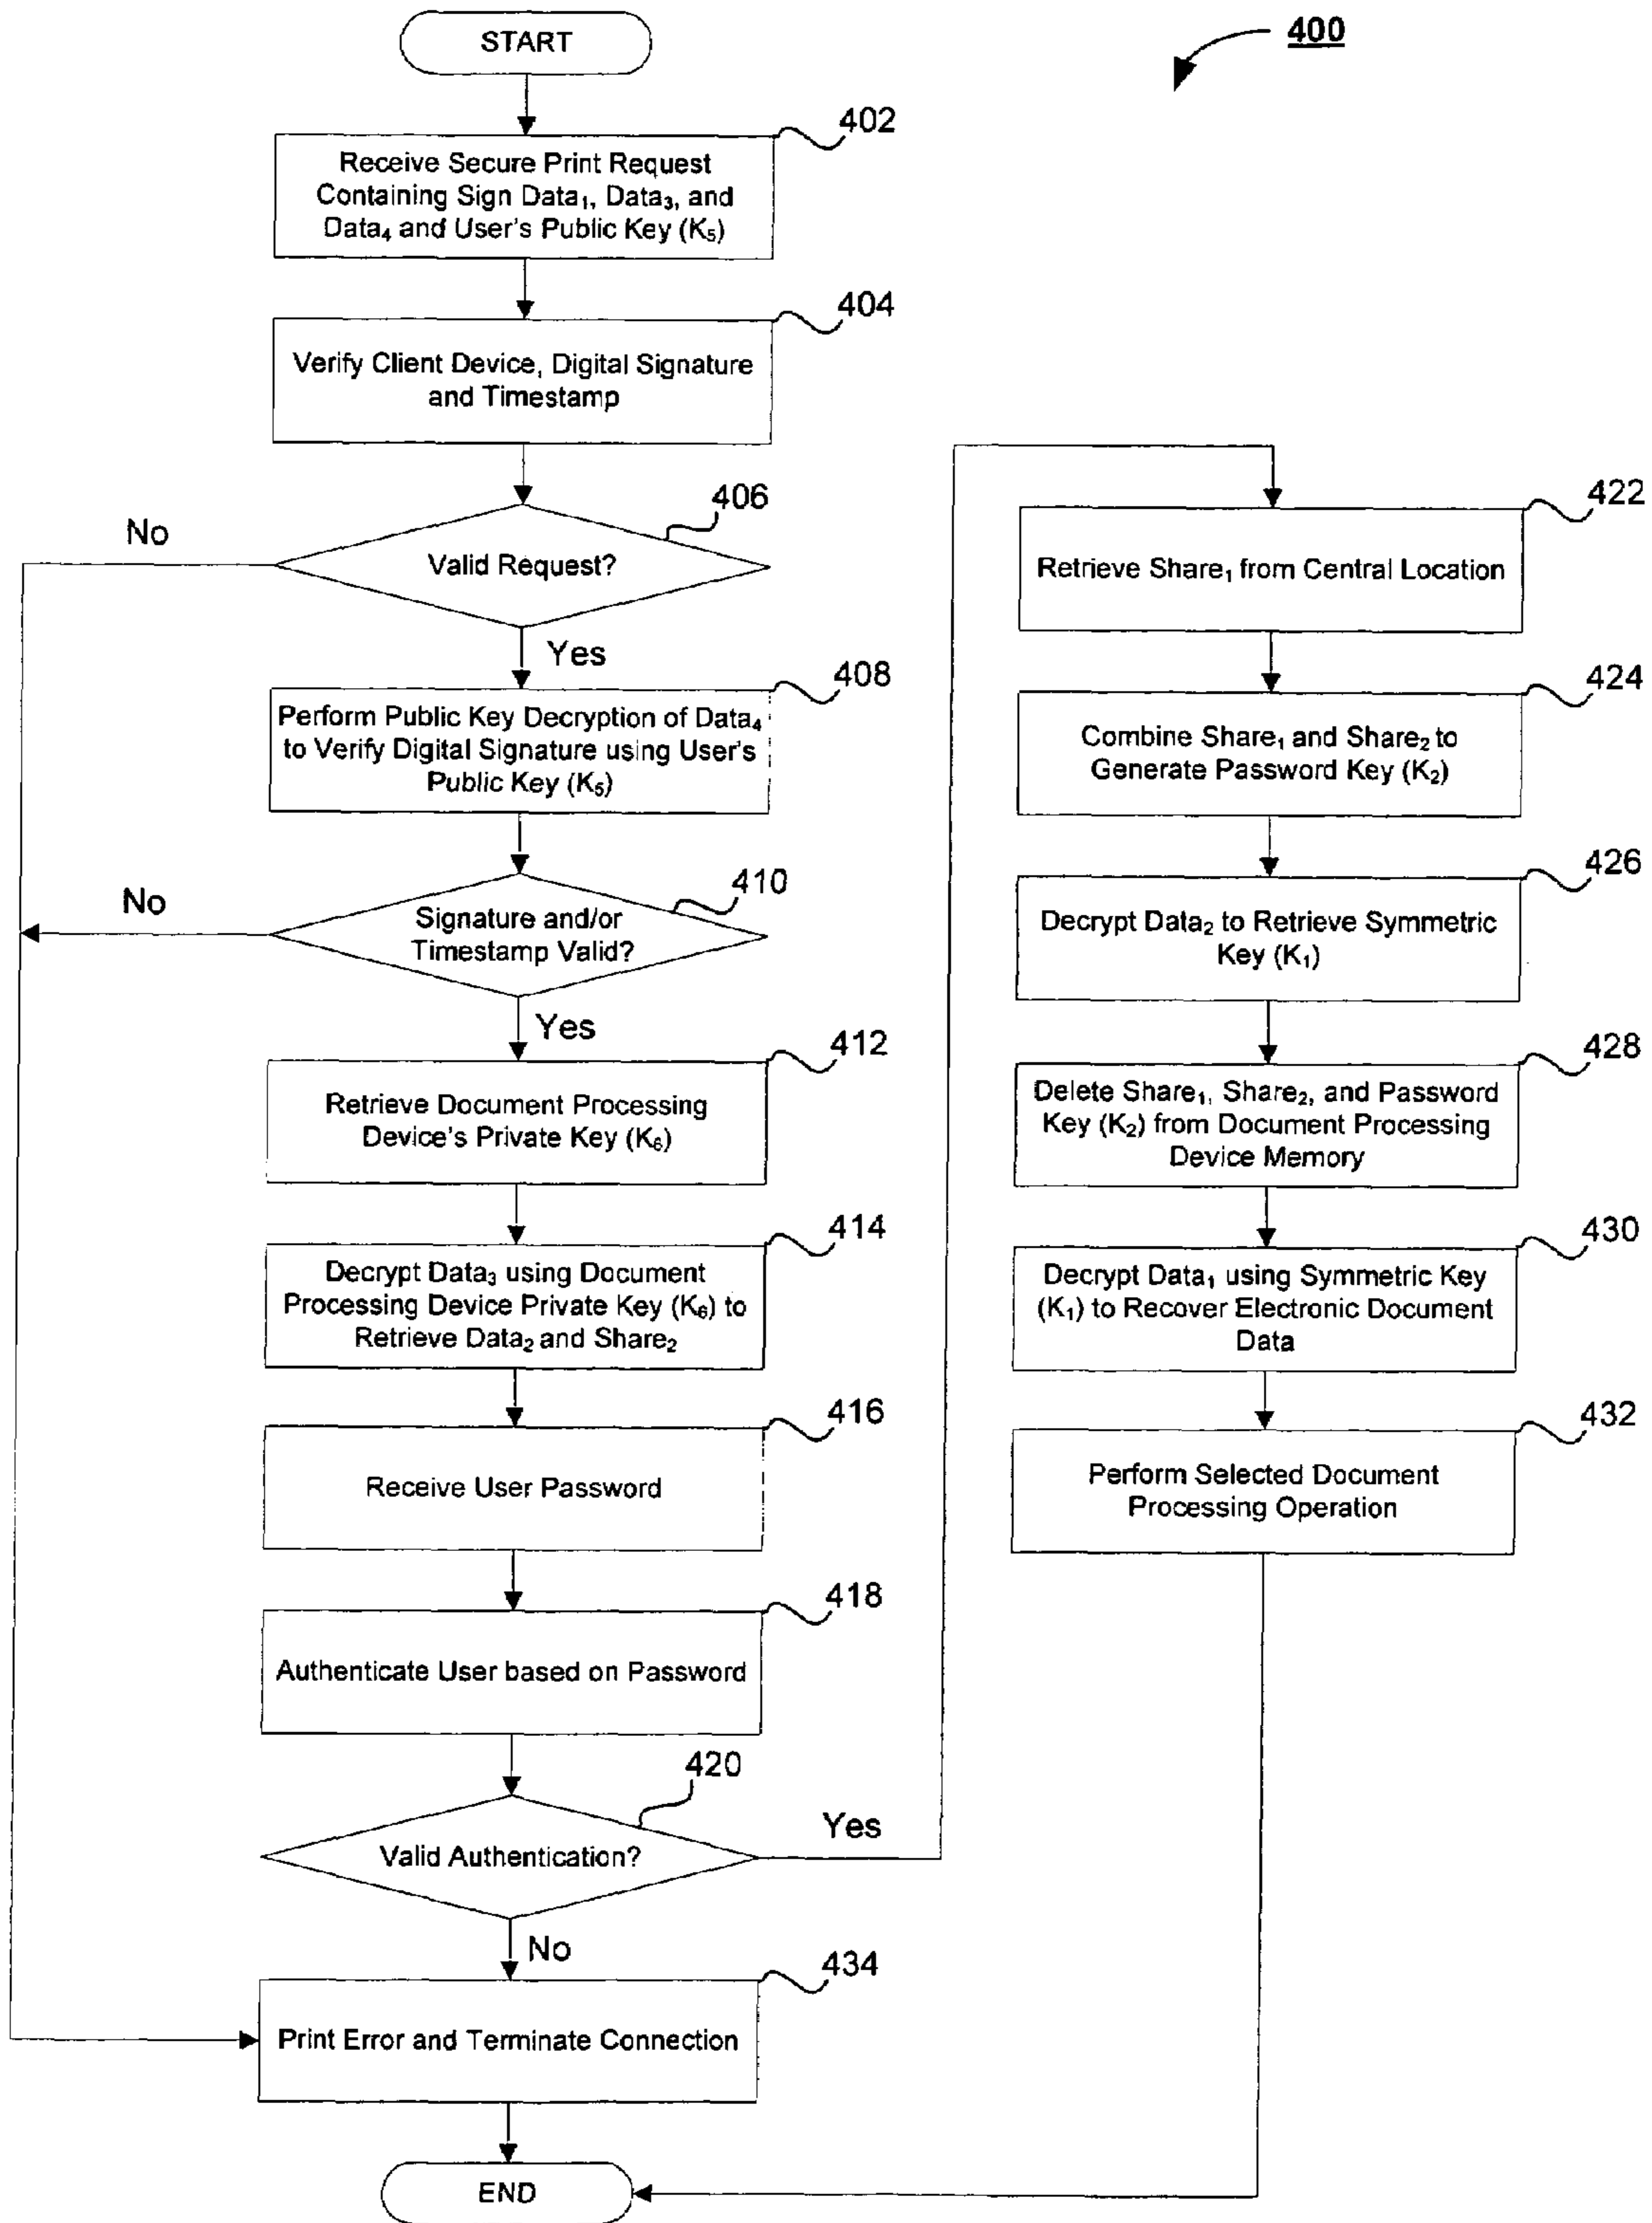 START
400
402
Receive Secure Print Request
Containing Sign Data₁, Data₃, and
Data₄ and User's Public Key (K₅)
404
Verify Client Device, Digital Signature
and Timestamp
406
Valid Request?
No
Yes
408
Perform Public Key Decryption of Data₄
to Verify Digital Signature using User's
Public Key (K₅)
410
Signature and/or
Timestamp Valid?
No
Yes
412
Retrieve Document Processing
Device's Private Key (K₆)
414
Decrypt Data₃ using Document
Processing Device Private Key (K₆) to
Retrieve Data₂ and Share₂
416
Receive User Password
418
Authenticate User based on Password
420
Valid Authentication?
Yes
No
434
Print Error and Terminate Connection
END
422
Retrieve Share₁ from Central Location
424
Combine Share₁ and Share₂ to
Generate Password Key (K₂)
426
Decrypt Data₂ to Retrieve Symmetric
Key (K₁)
428
Delete Share₁, Share₂, and Password
Key (K₂) from Document Processing
Device Memory
430
Decrypt Data₁ using Symmetric Key
(K₁) to Recover Electronic Document
Data
432
Perform Selected Document
Processing Operation